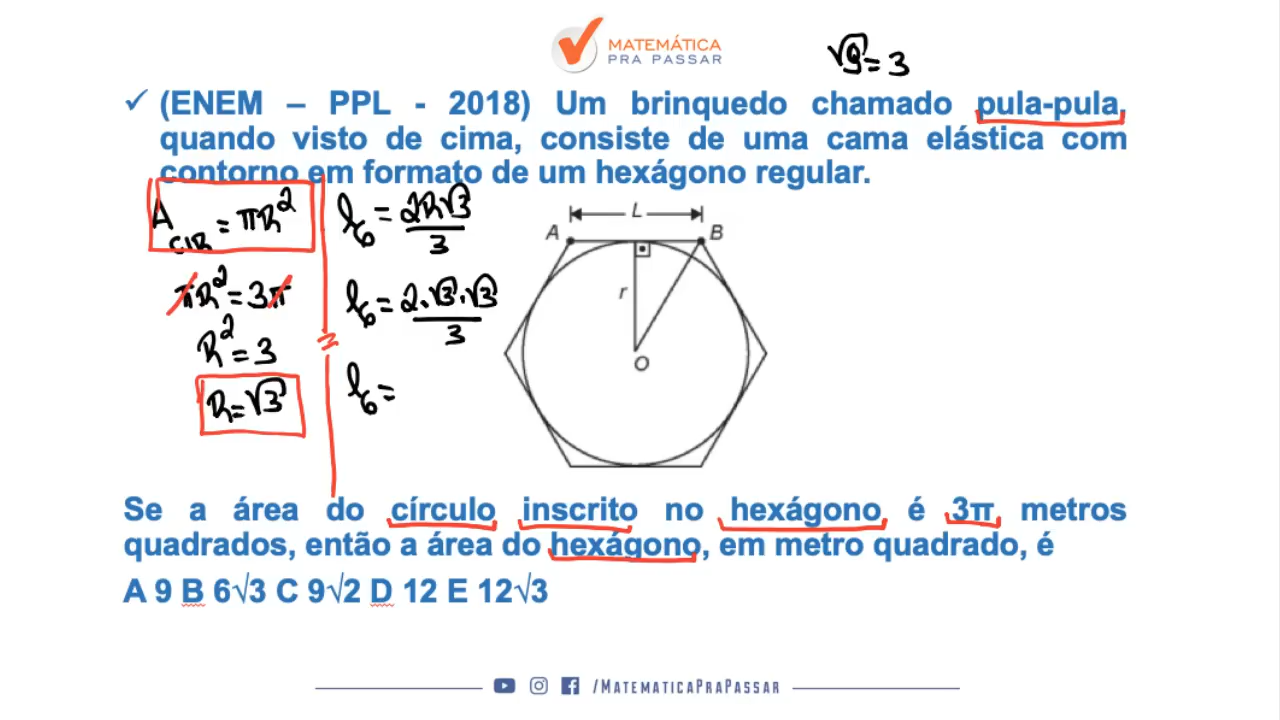 MATEMÁTICA
PRA PASSAR
√9 = 3
✓ (ENEM – PPL - 2018) Um brinquedo chamado pula-pula,
quando visto de cima, consiste de uma cama elástica com
contorno em formato de um hexágono regular.
A CIR = πR²
πR² = 3π
R² = 3
R = √3
l₆ = 2R√3/3
l₆ = 2·√3·√3/3
l₆ =
L
A B
r
O
Se a área do círculo inscrito no hexágono é 3π metros
quadrados, então a área do hexágono, em metro quadrado, é
A 9 B 6√3 C 9√2 D 12 E 12√3
/MatematicaPraPassar